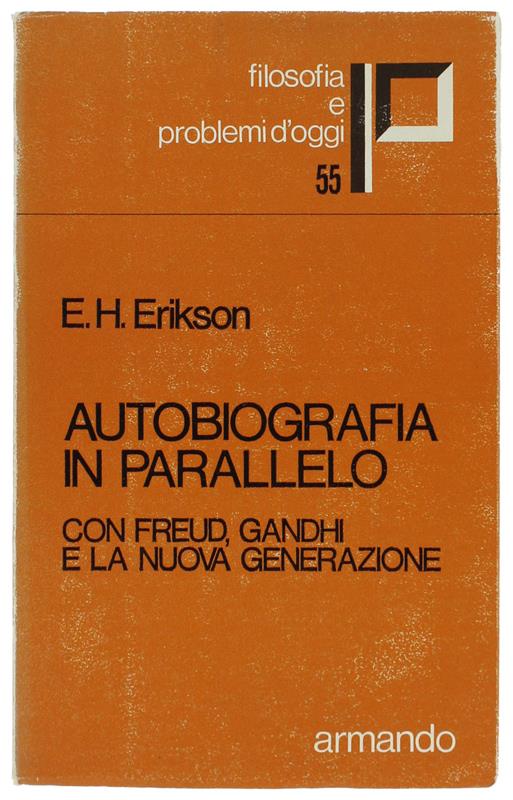 filosofia
e
problemi d'oggi
55
E. H. Erikson
AUTOBIOGRAFIA
IN PARALLELO
CON FREUD, GANDHI
E LA NUOVA GENERAZIONE
armando